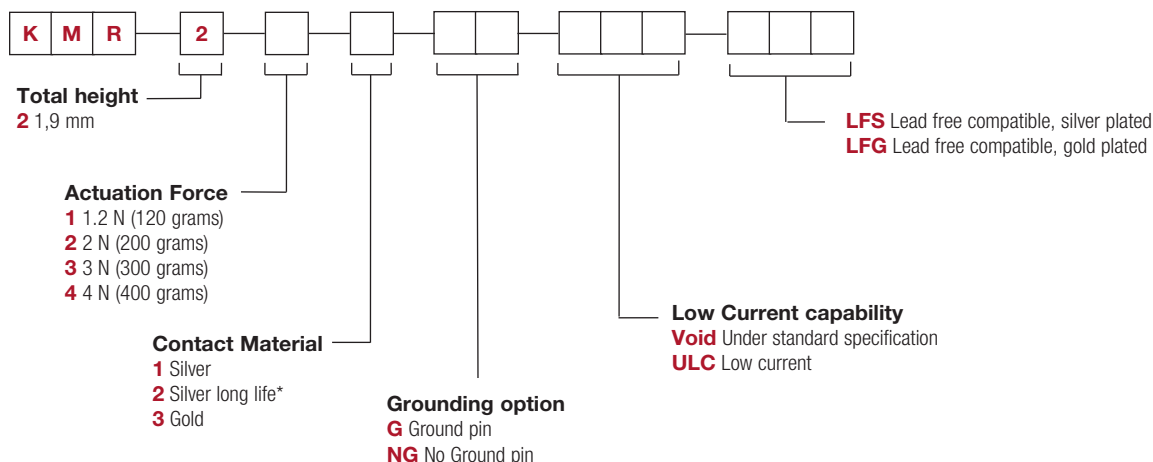 K M R 2
Total height
2 1,9 mm
LFS Lead free compatible, silver plated
LFG Lead free compatible, gold plated
Actuation Force
1 1.2 N (120 grams)
2 2 N (200 grams)
3 3 N (300 grams)
4 4 N (400 grams)
Low Current capability
Void Under standard specification
ULC Low current
Contact Material
1 Silver
2 Silver long life*
3 Gold
Grounding option
G Ground pin
NG No Ground pin